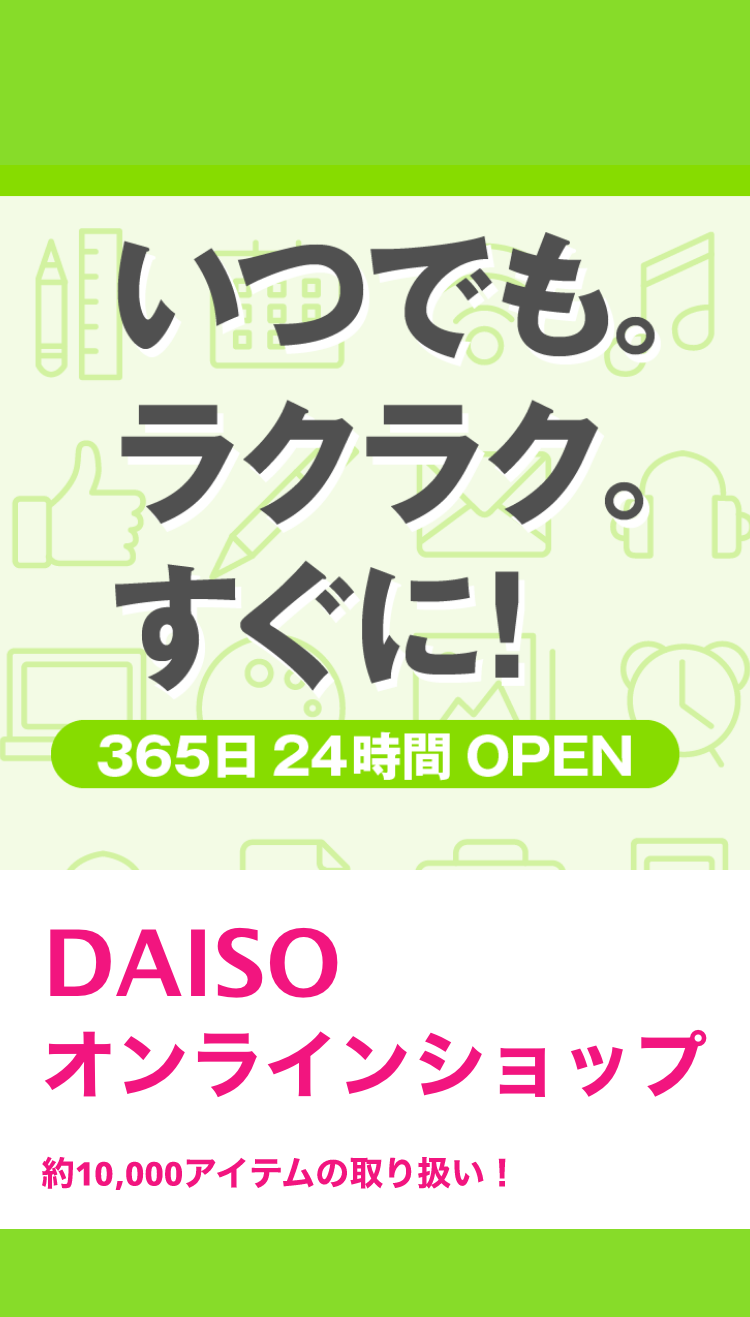 いつでも。
ラクラク。
すぐに!
365日 24時間 OPEN
DAISO
オンラインショップ
約10,000アイテムの取り扱い！